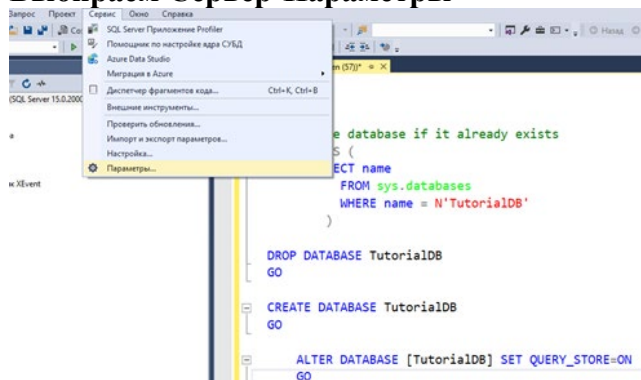 Выбираем Сервер-Параметры
Запрос Проект Сервис Окно Справка
SQL Server Приложение Profiler
Помощник по настройке ядра СУБД
Azure Data Studio
Миграция в Azure
Диспетчер фрагментов кода... Ctrl+K, Ctrl+B
Внешние инструменты...
Проверить обновления...
Импорт и экспорт параметров...
Настройка...
Параметры...
(SQL Server 15.0.2000
XEvent
(57))*
e database if it already exists
S (
ECT name
FROM sys.databases
WHERE name = N'TutorialDB'
)
DROP DATABASE TutorialDB
GO
CREATE DATABASE TutorialDB
GO
ALTER DATABASE [TutorialDB] SET QUERY_STORE=ON
GO